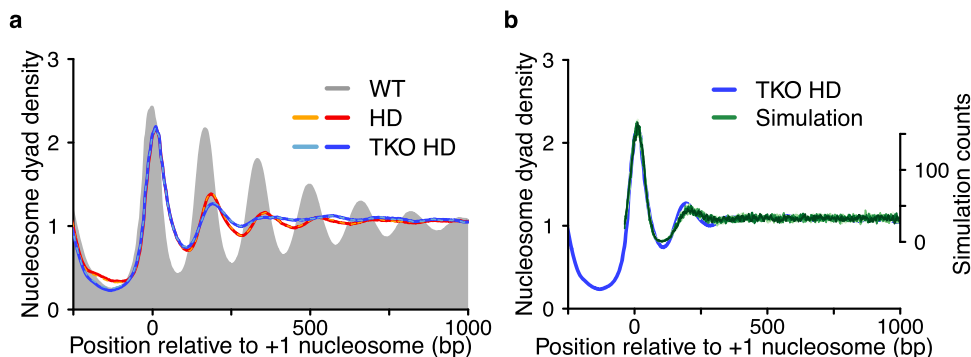 a
Nucleosome dyad density
3
2
1
0
WT
HD
TKO HD
0
500
1000
Position relative to +1 nucleosome (bp)
b
Nucleosome dyad density
3
2
1
0
TKO HD
Simulation
100
0
Simulation counts
0
500
1000
Position relative to +1 nucleosome (bp)